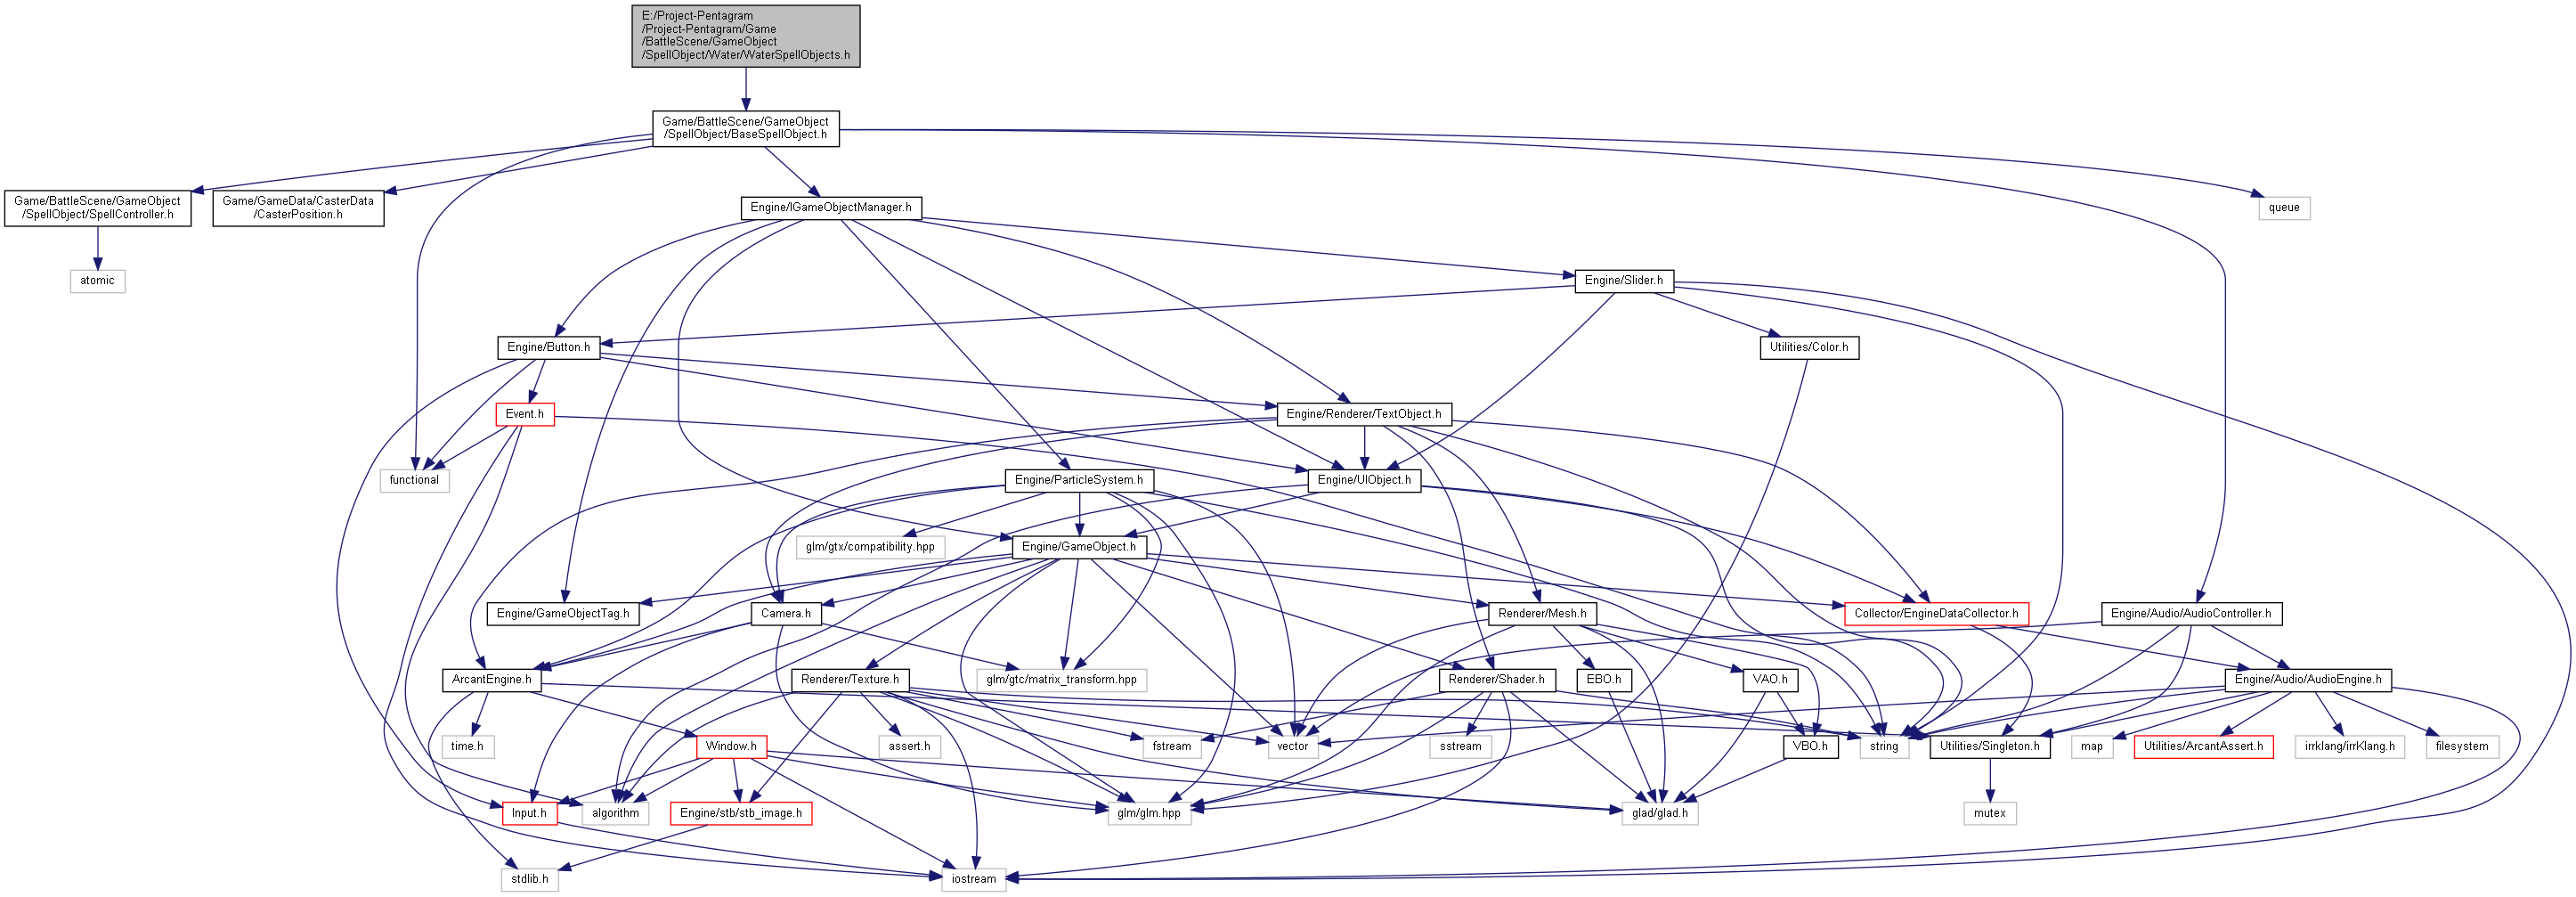 E:/Project-Pentagram
/Project-Pentagram/Game
/BattleScene/GameObject
/SpellObject/Water/WaterSpellObjects.h
Game/BattleScene/GameObject
/SpellObject/BaseSpellObject.h
Game/BattleScene/GameObject
/SpellObject/SpellController.h
Game/GameData/CasterData
/CasterPosition.h
Engine/IGameObjectManager.h
queue
atomic
Engine/Slider.h
Engine/Button.h
Utilities/Color.h
Event.h
Engine/Renderer/TextObject.h
functional
Engine/ParticleSystem.h
Engine/UIObject.h
glm/gtx/compatibility.hpp
Engine/GameObject.h
Engine/GameObjectTag.h
Camera.h
Renderer/Mesh.h
Collector/EngineDataCollector.h
Engine/Audio/AudioController.h
ArcantEngine.h
Renderer/Texture.h
glm/gtc/matrix_transform.hpp
Renderer/Shader.h
EBO.h
VAO.h
Engine/Audio/AudioEngine.h
time.h
Window.h
assert.h
fstream
vector
sstream
VBO.h
string
Utilities/Singleton.h
map
Utilities/ArcantAssert.h
irrklang/irrKlang.h
filesystem
Input.h
algorithm
Engine/stb/stb_image.h
glm/glm.hpp
glad/glad.h
mutex
stdlib.h
iostream